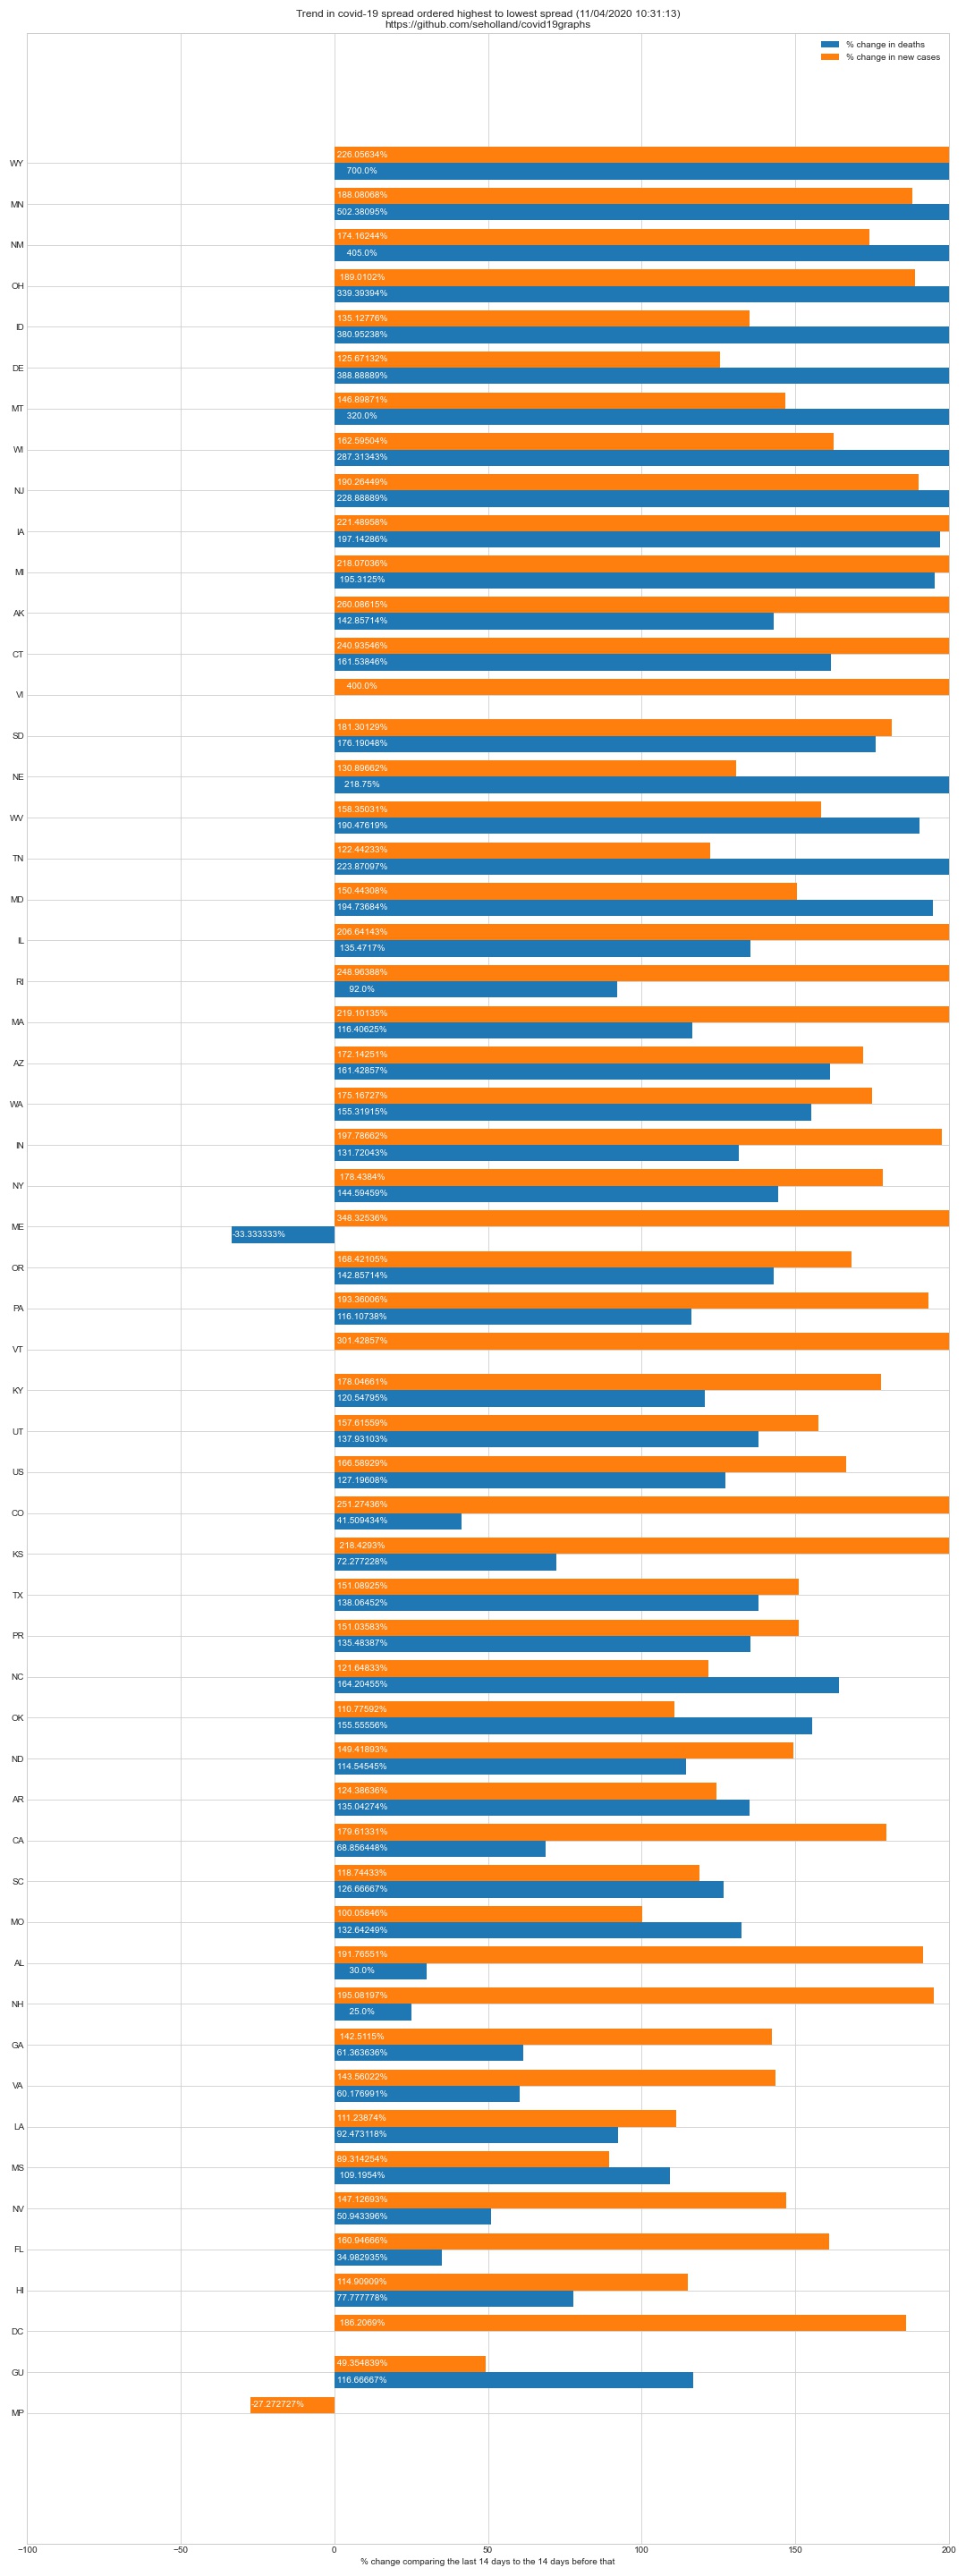 Trend in covid-19 spread ordered highest to lowest spread (11/04/2020 10:31:13)
https://github.com/seholland/covid19graphs
% change in deaths
% change in new cases
226.05634%
WY
700.0%
188.08068%
MN
502.38095%
174.16244%
NM
405.0%
189.0102%
OH
339.39394%
135.12776%
ID
380.95238%
125.67132%
DE
388.88889%
146.89871%
MT
320.0%
162.59504%
WI
287.31343%
190.26449%
NJ
228.88889%
221.48958%
IA
197.14286%
218.07036%
MI
195.3125%
260.08615%
AK
142.85714%
240.93546%
CT
161.53846%
400.0%
VI
181.30129%
SD
176.19048%
130.89662%
NE
218.75%
158.35031%
WV
190.47619%
122.44233%
TN
223.87097%
150.44308%
MD
194.73684%
206.64143%
IL
135.4717%
248.96388%
RI
92.0%
219.10135%
MA
116.40625%
172.14251%
AZ
161.42857%
175.16727%
WA
155.31915%
197.78662%
IN
131.72043%
178.4384%
NY
144.59459%
348.32536%
ME
-33.333333%
168.42105%
OR
142.85714%
193.36006%
PA
116.10738%
301.42857%
VT
178.04661%
KY
120.54795%
157.61559%
UT
137.93103%
166.58929%
US
127.19608%
251.27436%
CO
41.509434%
218.4293%
KS
72.277228%
151.08925%
TX
138.06452%
151.03583%
PR
135.48387%
121.64833%
NC
164.20455%
110.77592%
OK
155.55556%
149.41893%
ND
114.54545%
124.38636%
AR
135.04274%
179.61331%
CA
68.856448%
118.74433%
SC
126.66667%
100.05846%
MO
132.64249%
191.76551%
AL
30.0%
195.08197%
NH
25.0%
142.5115%
GA
61.363636%
143.56022%
VA
60.176991%
111.23874%
LA
92.473118%
89.314254%
MS
109.1954%
147.12693%
NV
50.943396%
160.94666%
FL
34.982935%
114.90909%
HI
77.777778%
186.2069%
DC
49.354839%
GU
116.66667%
-27.272727%
MP
−100
−50
0
50
100
150
200
% change comparing the last 14 days to the 14 days before that